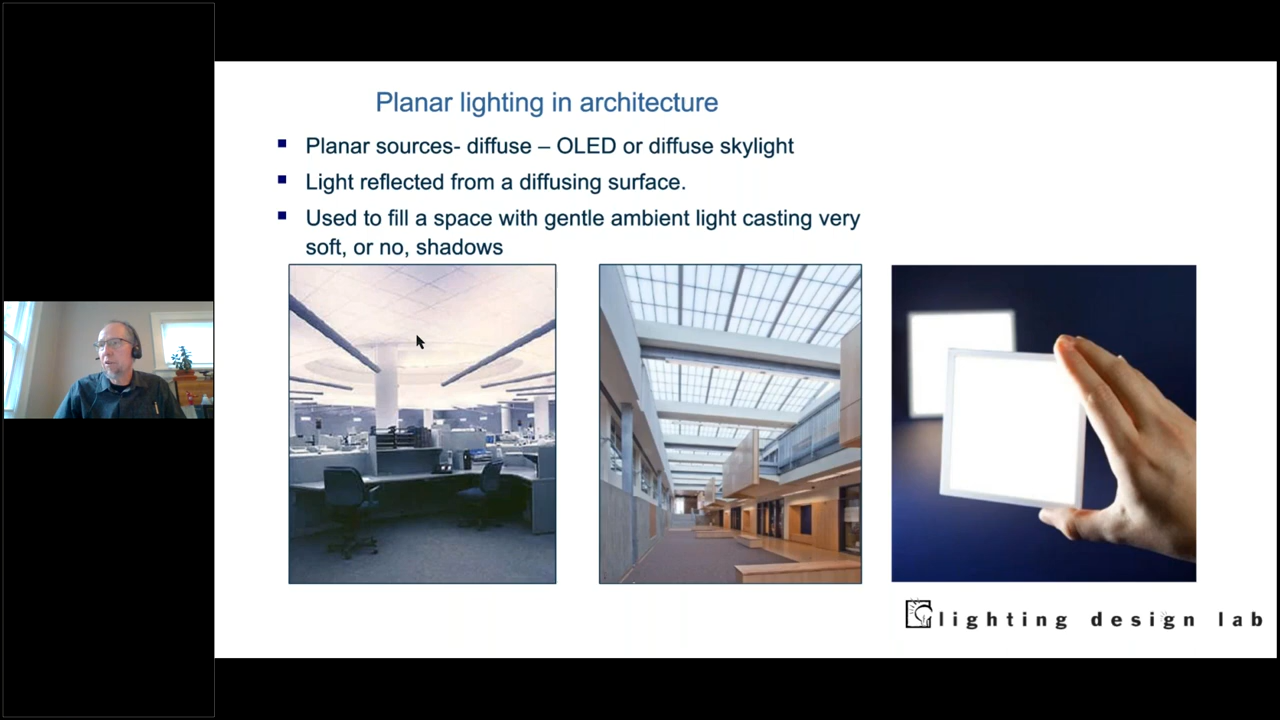 Planar lighting in architecture
Planar sources- diffuse – OLED or diffuse skylight
Light reflected from a diffusing surface.
Used to fill a space with gentle ambient light casting very
soft, or no, shadows
lighting design lab